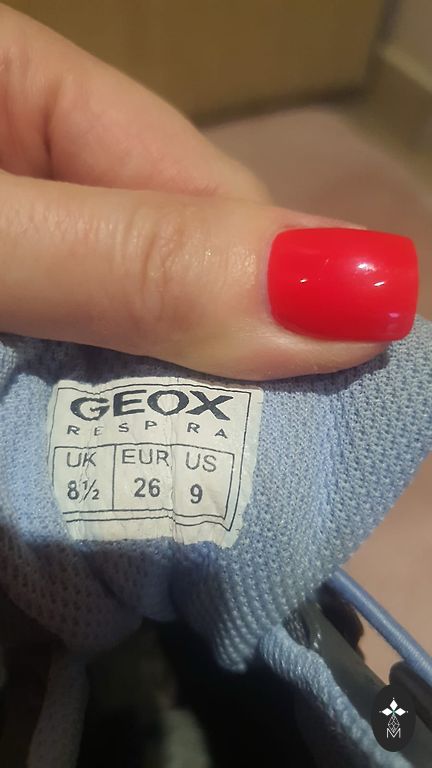 GEOX
RESPIRA
UK EUR US
8½ 26 9
M